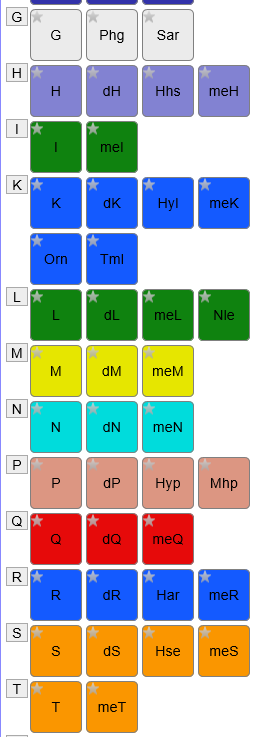 G
G Phg Sar
H
H dH Hhs meH
I
I meI
K
K dK Hyl meK
Orn Tml
L
L dL meL Nle
M
M dM meM
N
N dN meN
P
P dP Hyp Mhp
Q
Q dQ meQ
R
R dR Har meR
S
S dS Hse meS
T
T meT